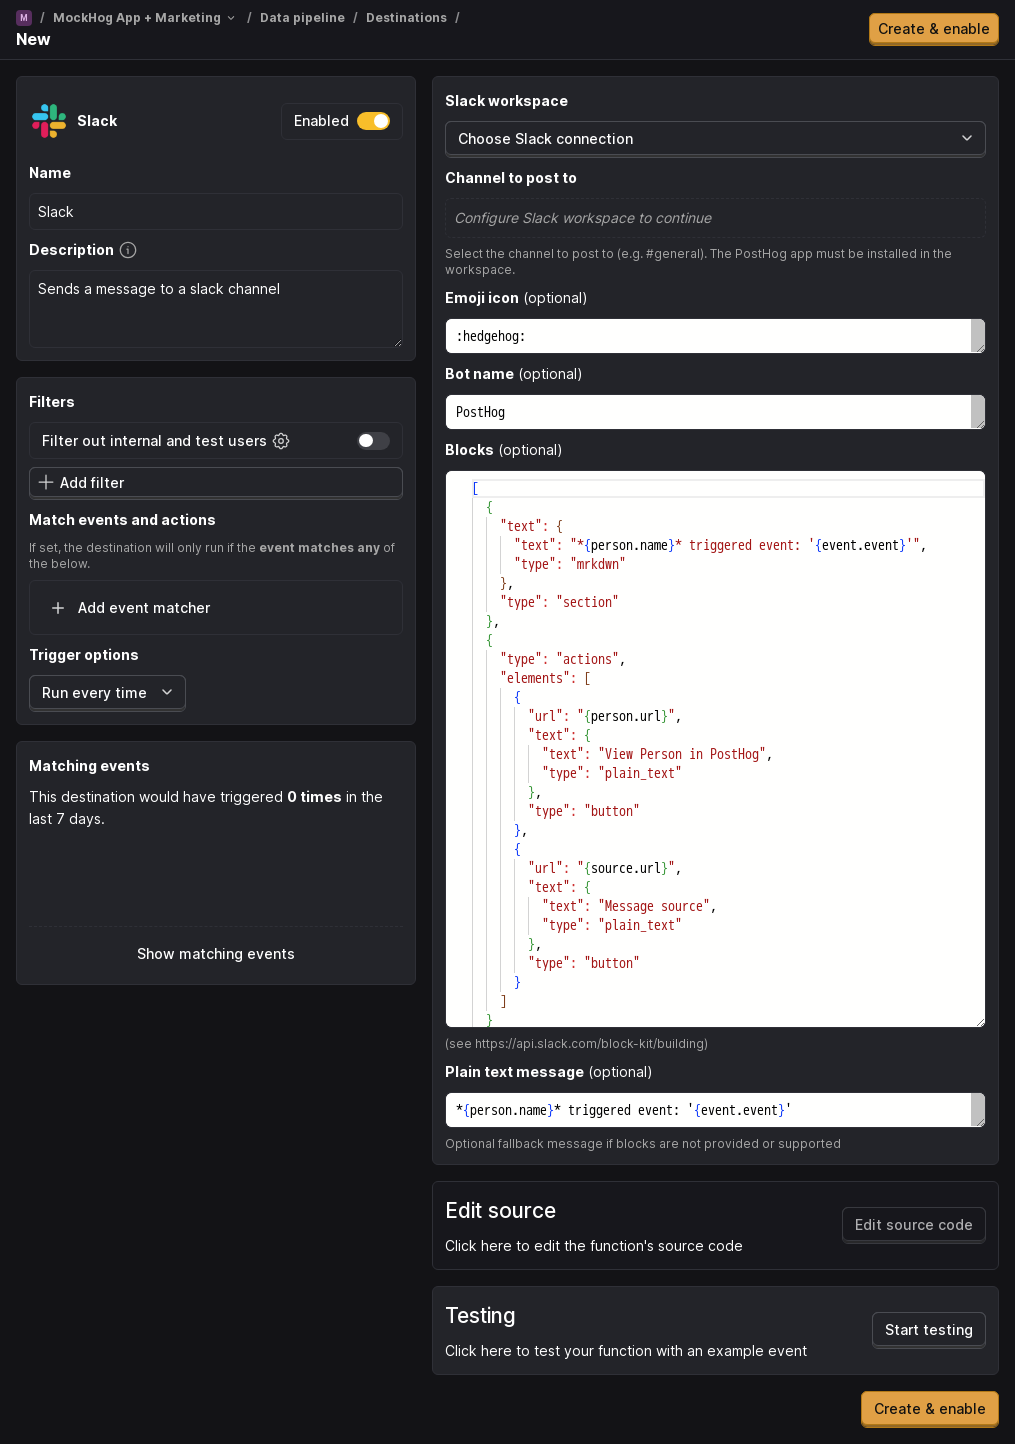 M / MockHog App + Marketing / Data pipeline / Destinations /
New
Create & enable
Slack
Enabled
Name
Slack
Description
Sends a message to a slack channel
Filters
Filter out internal and test users
Add filter
Match events and actions
If set, the destination will only run if the event matches any of
the below.
Add event matcher
Trigger options
Run every time
Matching events
This destination would have triggered 0 times in the
last 7 days.
Show matching events
Slack workspace
Choose Slack connection
Channel to post to
Configure Slack workspace to continue
Select the channel to post to (e.g. #general). The PostHog app must be installed in the
workspace.
Emoji icon (optional)
:hedgehog:
Bot name (optional)
PostHog
Blocks (optional)
[
{
"text": {
"text": "*{person.name}* triggered event: '{event.event}'",
"type": "mrkdwn"
},
"type": "section"
},
{
"type": "actions",
"elements": [
{
"url": "{person.url}",
"text": {
"text": "View Person in PostHog",
"type": "plain_text"
},
"type": "button"
},
{
"url": "{source.url}",
"text": {
"text": "Message source",
"type": "plain_text"
},
"type": "button"
}
]
}
(see https://api.slack.com/block-kit/building)
Plain text message (optional)
*{person.name}* triggered event: '{event.event}'
Optional fallback message if blocks are not provided or supported
Edit source
Click here to edit the function's source code
Edit source code
Testing
Click here to test your function with an example event
Start testing
Create & enable